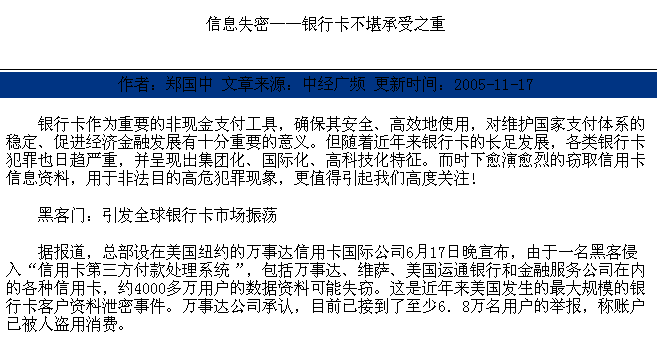 信息失密——银行卡不堪承受之重
作者：郑国中 文章来源：中经广频 更新时间：2005-11-17
银行卡作为重要的非现金支付工具，确保其安全、高效地使用，对维护国家支付体系的
稳定、促进经济金融发展有十分重要的意义。但随着近年来银行卡的长足发展，各类银行卡
犯罪也日趋严重，并呈现出集团化、国际化、高科技化特征。而时下愈演愈烈的窃取信用卡
信息资料，用于非法目的高危犯罪现象，更值得引起我们高度关注！
黑客门：引发全球银行卡市场振荡
据报道，总部设在美国纽约的万事达信用卡国际公司6月17日晚宣布，由于一名黑客侵
入“信用卡第三方付款处理系统 ”，包括万事达、维萨、美国运通银行和金融服务公司在内
的各种信用卡，约4000多万用户的数据资料可能失窃。这是近年来美国发生的最大规模的银
行卡客户资料泄密事件。万事达公司承认，目前已接到了至少6．8万名用户的举报，称账户
已被人盗用消费。